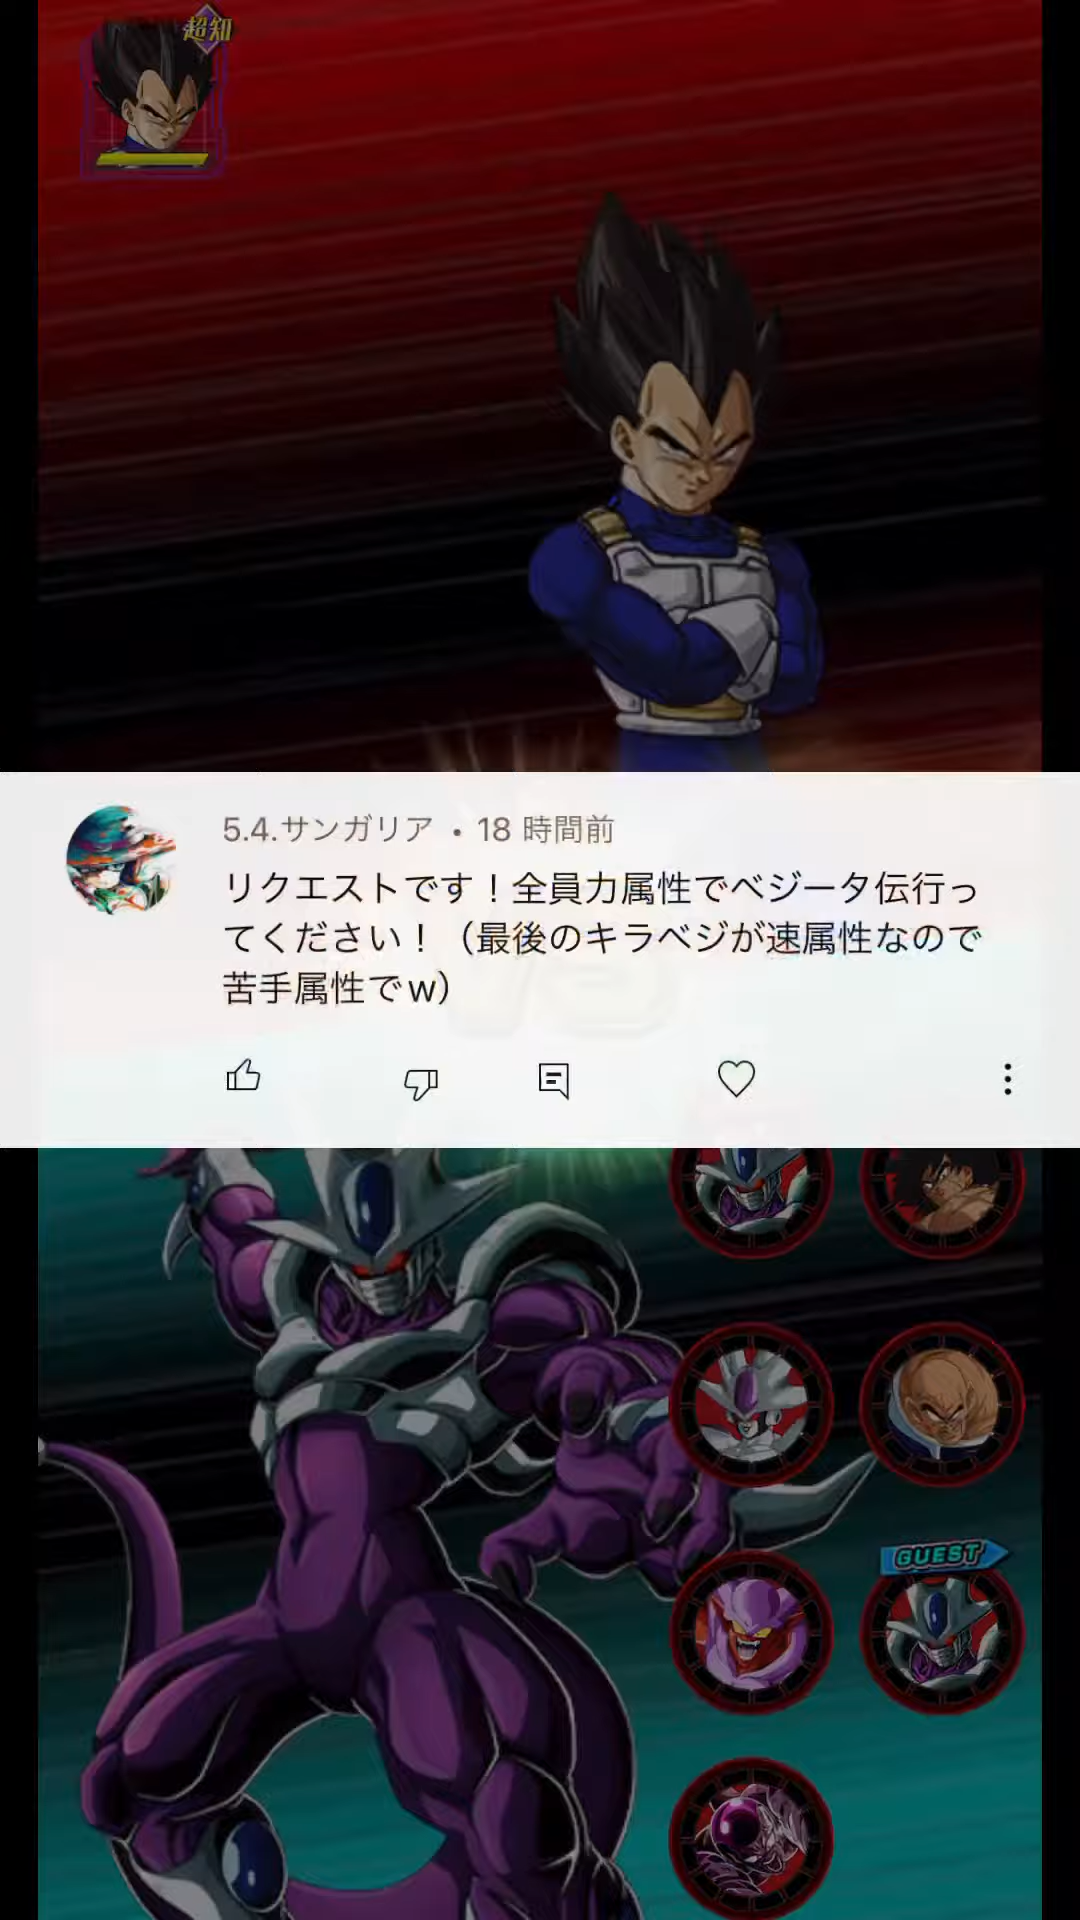 超知
5.4.サンガリア • 18 時間前
リクエストです！全員力属性でベジータ伝行っ
てください！（最後のキラベジが速属性なので
苦手属性でw）
GUEST